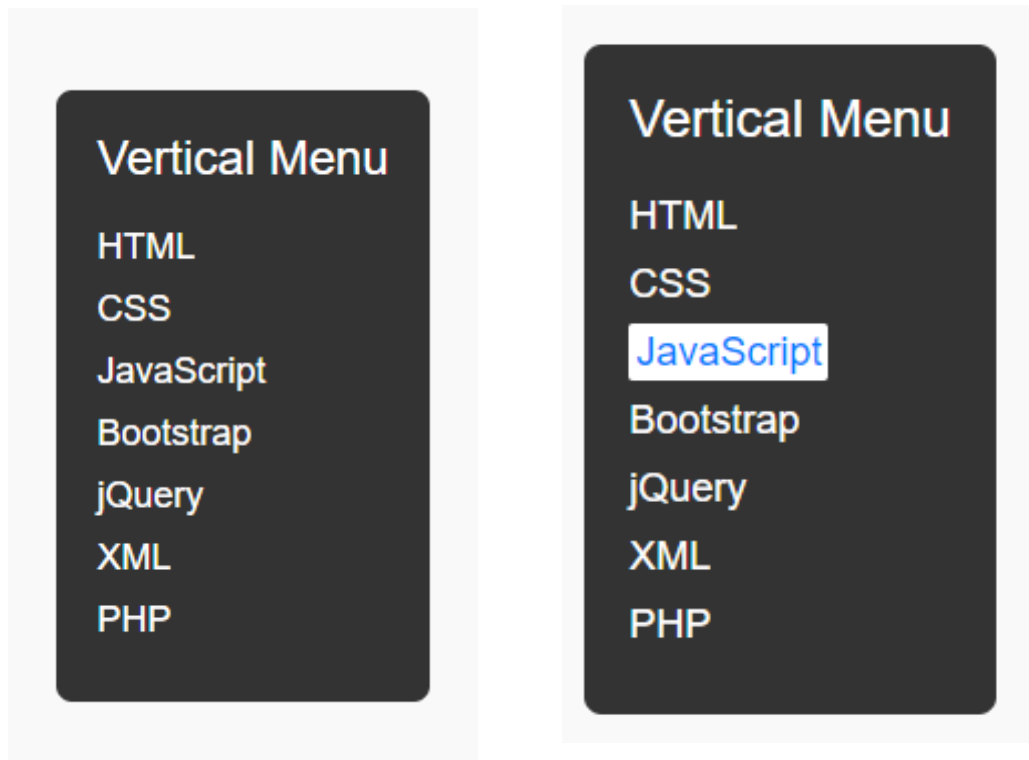 Vertical Menu
HTML
CSS
JavaScript
Bootstrap
jQuery
XML
PHP
Vertical Menu
HTML
CSS
JavaScript
Bootstrap
jQuery
XML
PHP